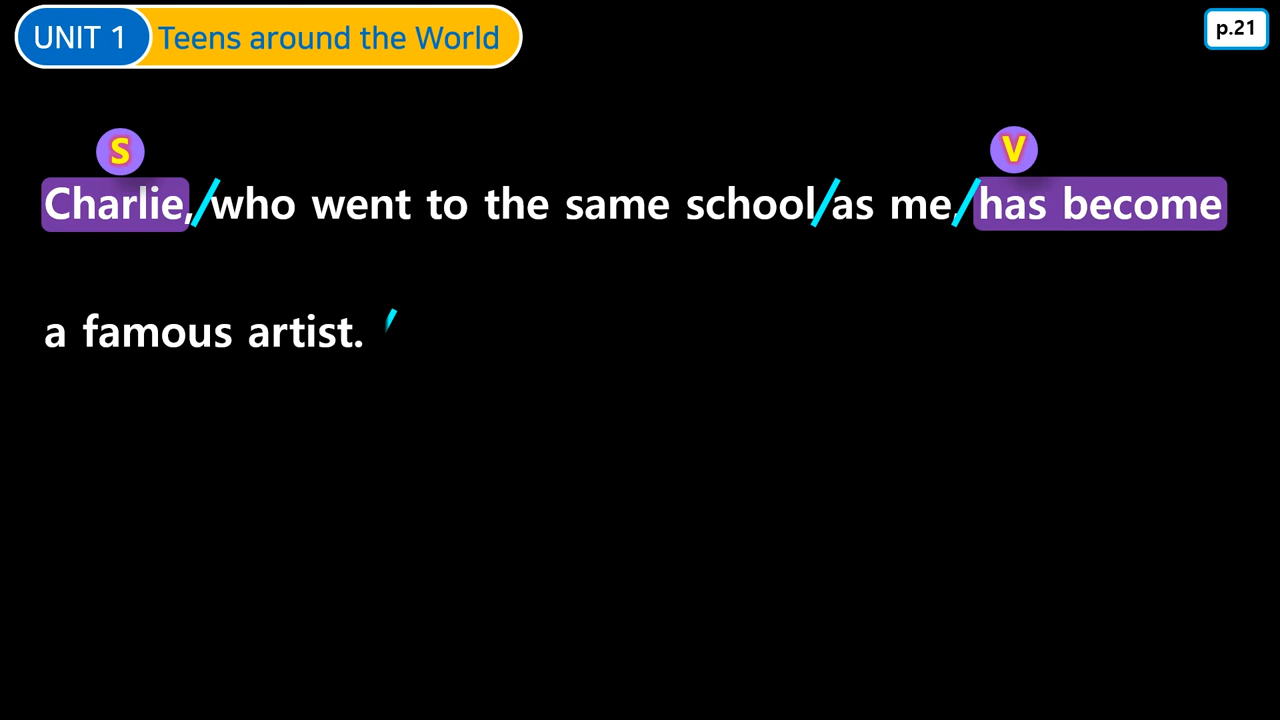 UNIT 1 Teens around the World
p.21
S V
Charlie, / who went to the same school / as me, / has become
a famous artist. /